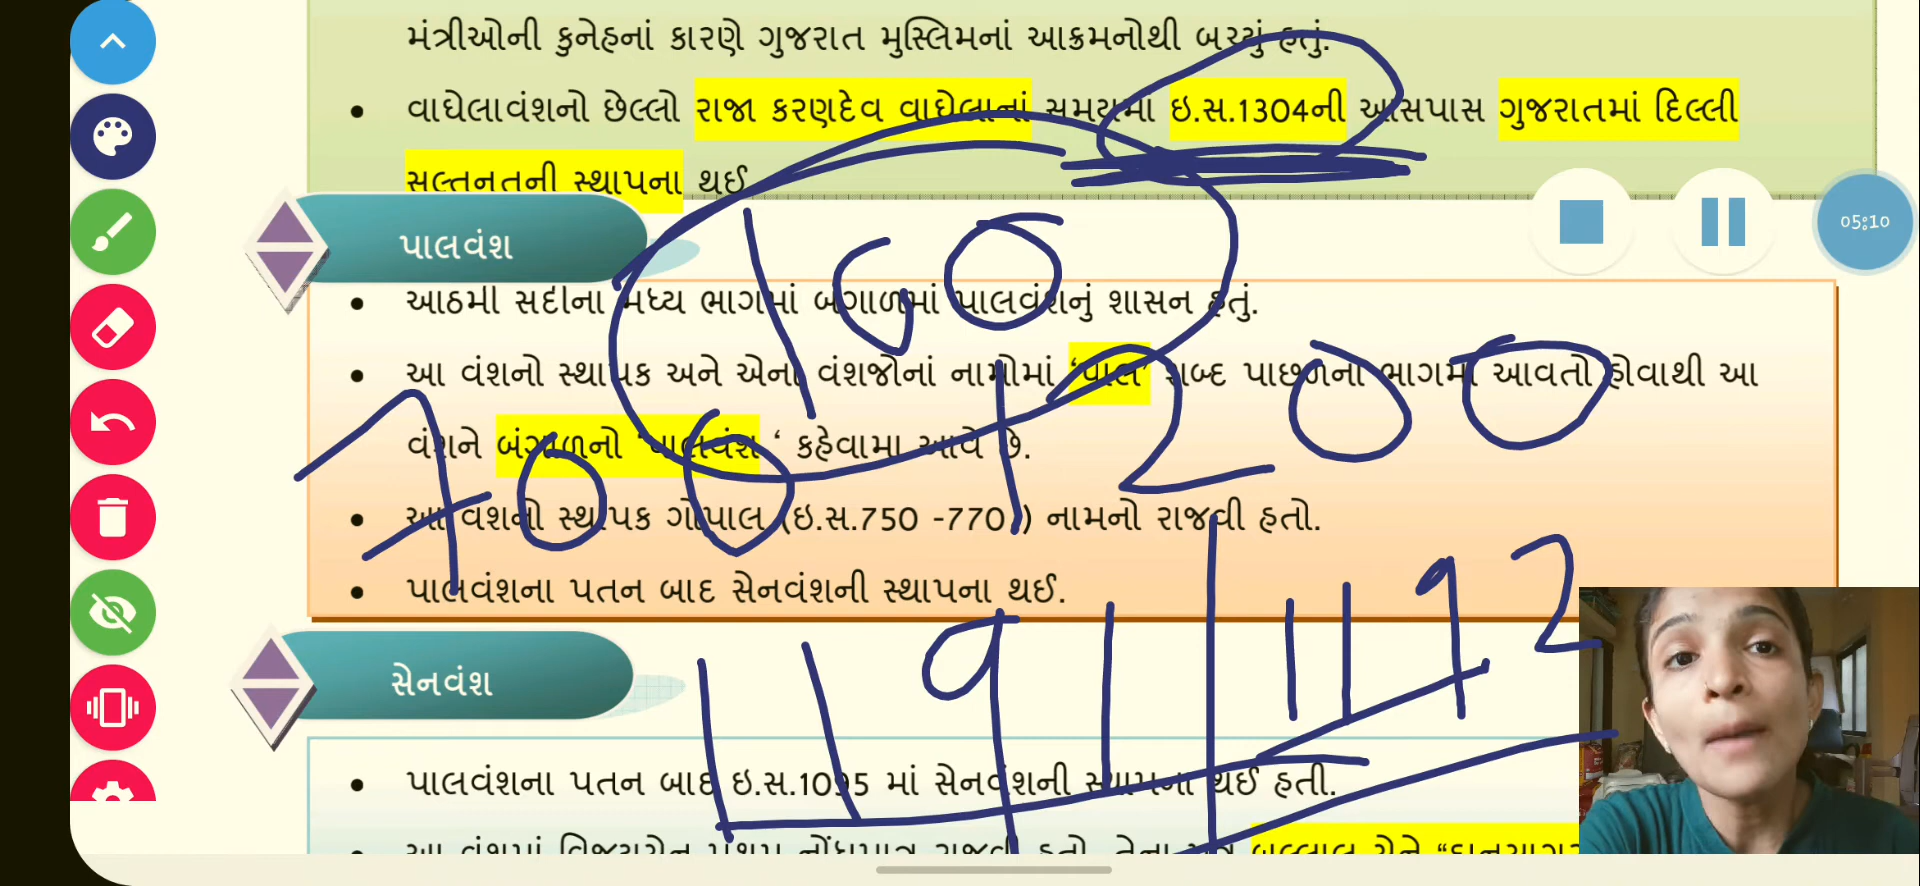 મંત્રીઓની કુનેહનાં કારણે ગુજરાત મુસ્લિમનાં આક્રમનોથી બચ્યું હતું.
• વાઘેલાવંશનો છેલ્લો રાજા કરણદેવ વાઘેલાનાં સમયમાં ઇ.સ.1304ની આસપાસ ગુજરાતમાં દિલ્લી
સલ્તનતની સ્થાપના થઈ
પાલવંશ
05:10
• આઠમી સદીના મધ્ય ભાગમાં બંગાળમાં પાલવંશનું શાસન હતું.
• આ વંશનો સ્થાપક અને એના વંશજોનાં નામોમાં ‘પાલ’ શબ્દ પાછળના ભાગમાં આવતો હોવાથી આ
વંશને બંગાળનો ‘પાલવંશ ‘ કહેવામા આવે છે.
• આ વંશનો સ્થાપક ગોપાલ (ઇ.સ.750 -770 ) નામનો રાજવી હતો.
• પાલવંશના પતન બાદ સેનવંશની સ્થાપના થઈ.
700
1200
1191
1192
સેનવંશ
• પાલવંશના પતન બાદ ઇ.સ.1095 માં સેનવંશની સ્થાપના થઈ હતી.